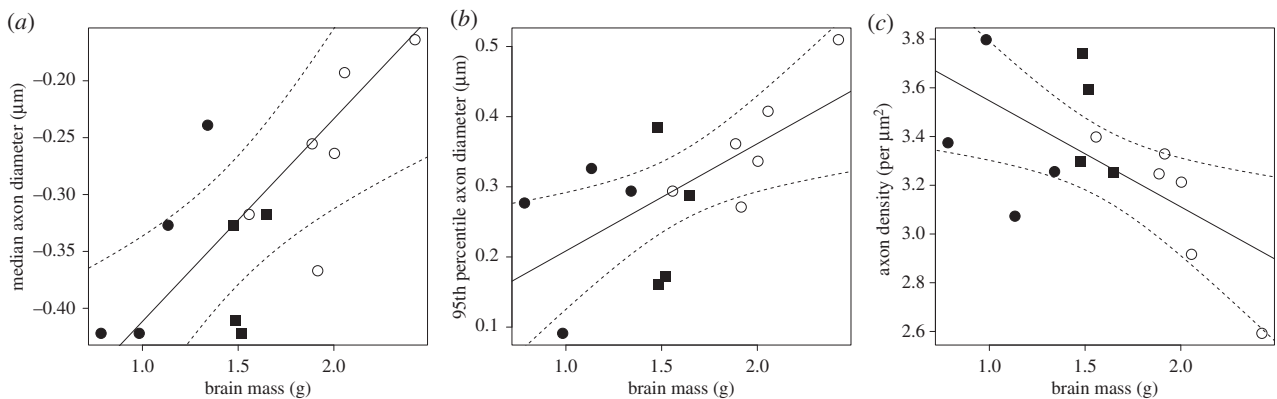 (a)
median axon diameter (μm)
–0.20
–0.25
–0.30
–0.35
–0.40
1.0 1.5 2.0
brain mass (g)
(b)
95th percentile axon diameter (μm)
0.5
0.4
0.3
0.2
0.1
1.0 1.5 2.0
brain mass (g)
(c)
axon density (per μm²)
3.8
3.6
3.4
3.2
3.0
2.8
2.6
1.0 1.5 2.0
brain mass (g)